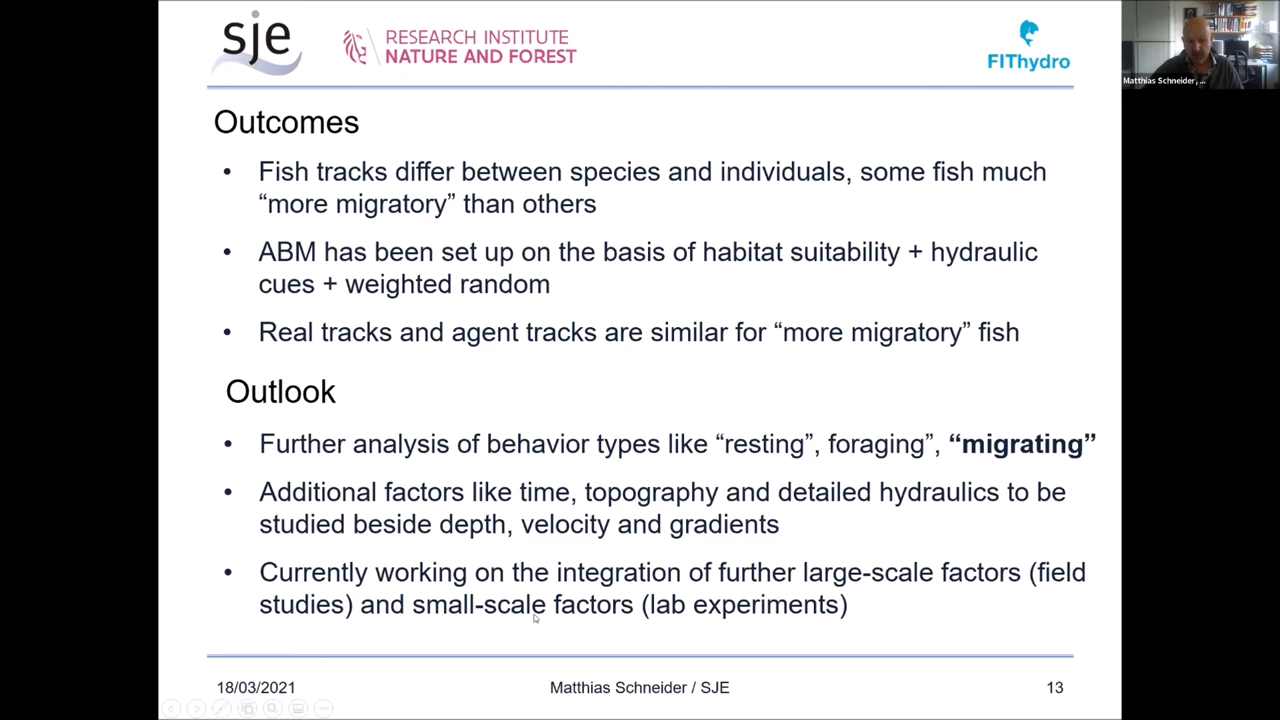 sje
RESEARCH INSTITUTE
NATURE AND FOREST
FIThydro
Matthias Schneider, ...
Outcomes
• Fish tracks differ between species and individuals, some fish much
“more migratory” than others
• ABM has been set up on the basis of habitat suitability + hydraulic
cues + weighted random
• Real tracks and agent tracks are similar for “more migratory” fish
Outlook
• Further analysis of behavior types like “resting”, foraging”, “migrating”
• Additional factors like time, topography and detailed hydraulics to be
studied beside depth, velocity and gradients
• Currently working on the integration of further large-scale factors (field
studies) and small-scale factors (lab experiments)
18/03/2021
Matthias Schneider / SJE
13